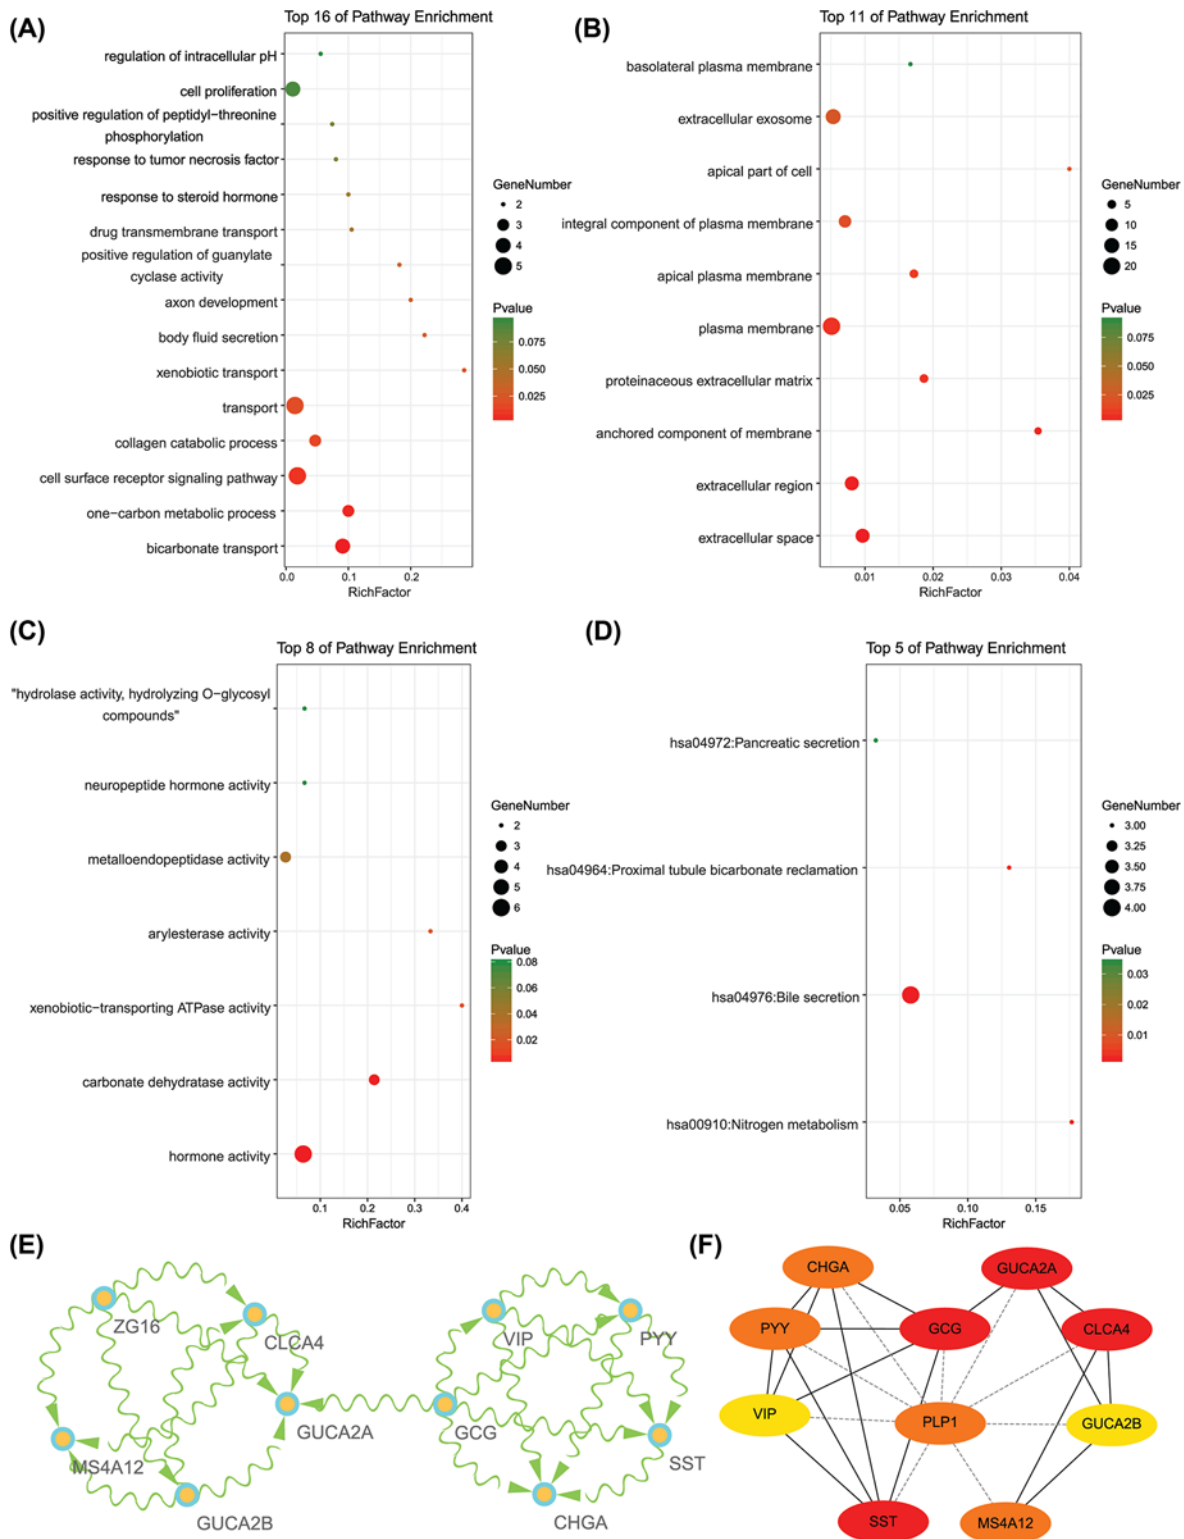 (A)
Top 16 of Pathway Enrichment
regulation of intracellular pH
cell proliferation
positive regulation of peptidyl−threonine
phosphorylation
response to tumor necrosis factor
response to steroid hormone
drug transmembrane transport
positive regulation of guanylate
cyclase activity
axon development
body fluid secretion
xenobiotic transport
transport
collagen catabolic process
cell surface receptor signaling pathway
one−carbon metabolic process
bicarbonate transport
0.0 0.1 0.2
RichFactor
GeneNumber
2
3
4
5
Pvalue
0.075
0.050
0.025
(B)
Top 11 of Pathway Enrichment
basolateral plasma membrane
extracellular exosome
apical part of cell
integral component of plasma membrane
apical plasma membrane
plasma membrane
proteinaceous extracellular matrix
anchored component of membrane
extracellular region
extracellular space
0.01 0.02 0.03 0.04
RichFactor
GeneNumber
5
10
15
20
Pvalue
0.075
0.050
0.025
(C)
Top 8 of Pathway Enrichment
"hydrolase activity, hydrolyzing O−glycosyl
compounds"
neuropeptide hormone activity
metalloendopeptidase activity
arylesterase activity
xenobiotic−transporting ATPase activity
carbonate dehydratase activity
hormone activity
0.1 0.2 0.3 0.4
RichFactor
GeneNumber
2
3
4
5
6
Pvalue
0.08
0.06
0.04
0.02
(D)
Top 5 of Pathway Enrichment
hsa04972:Pancreatic secretion
hsa04964:Proximal tubule bicarbonate reclamation
hsa04976:Bile secretion
hsa00910:Nitrogen metabolism
0.05 0.10 0.15
RichFactor
GeneNumber
3.00
3.25
3.50
3.75
4.00
Pvalue
0.03
0.02
0.01
(E)
ZG16
CLCA4
VIP
PYY
GUCA2A
GCG
MS4A12
SST
GUCA2B
CHGA
(F)
CHGA
GUCA2A
PYY
GCG
CLCA4
VIP
PLP1
GUCA2B
SST
MS4A12